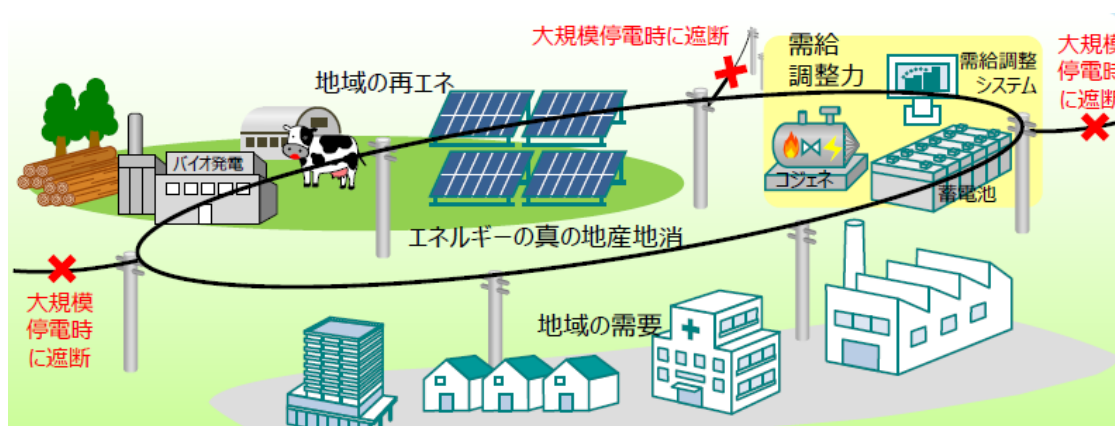 大規模停電時に遮断
需給
調整力
需給調整
システム
大規模
停電時
に遮断
地域の再エネ
バイオ発電
コジェネ
蓄電池
エネルギーの真の地産地消
大規模
停電時
に遮断
地域の需要